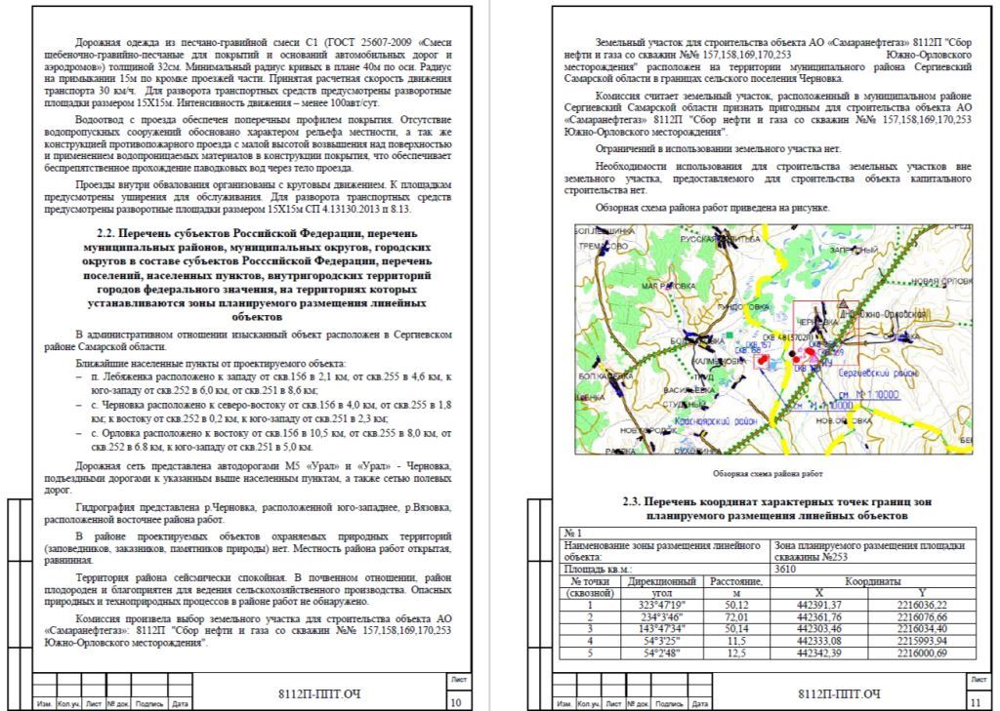 Дорожная одежда из песчано-гравийной смеси С1 (ГОСТ 25607-2009 «Смеси
щебеночно-гравийно-песчаные для покрытий и оснований автомобильных дорог и
аэродромов») толщиной 32см. Минимальный радиус кривых в плане 40м по оси. Радиус
на примыкании 15м по кромке проезжей части. Принятая расчетная скорость движения
транспорта 30 км/ч. Для разворота транспортных средств предусмотрены разворотные
площадки размером 15Х15м. Интенсивность движения – менее 100авт/сут.
Водоотвод с проезда обеспечен поперечным профилем покрытия. Отсутствие
водопропускных сооружений обосновано характером рельефа местности, а так же
конструкцией противопожарного проезда с малой высотой возвышения над поверхностью
и применением водопроницаемых материалов в конструкции покрытия, что обеспечивает
беспрепятственное прохождение паводковых вод через тело проезда.
Проезды внутри обвалования организованы с круговым движением. К площадкам
предусмотрены уширения для обслуживания. Для разворота транспортных средств
предусмотрены разворотные площадки размером 15Х15м СП 4.13130.2013 п 8.13.
2.2. Перечень субъектов Российской Федерации, перечень
муниципальных районов, муниципальных округов, городских
округов в составе субъектов Росссийской Федерации, перечень
поселений, населенных пунктов, внутригородских территорий
городов федерального значения, на территориях которых
устанавливаются зоны планируемого размещения линейных
объектов
В административном отношении изысканный объект расположен в Сергиевском
районе Самарской области.
Ближайшие населенные пункты от проектируемого объекта:
– п. Лебяженка расположено к западу от скв.156 в 2,1 км, от скв.255 в 4,6 км, к
юго-западу от скв.252 в 6,0 км, от скв.251 в 8,6 км;
– с. Черновка расположено к северо-востоку от скв.156 в 4,0 км, от скв.255 в 1,8
км; к востоку от скв.252 в 0,2 км, к юго-западу от скв.251 в 2,3 км;
– с. Орловка расположено к востоку от скв.156 в 10,5 км, от скв.255 в 8,0 км, от
скв.252 в 6.8 км, к юго-западу от скв.251 в 5,0 км.
Дорожная сеть представлена автодорогами М5 «Урал» и «Урал» - Черновка,
подъездными дорогами к указанным выше населенным пунктам, а также сетью полевых
дорог.
Гидрография представлена р.Черновка, расположенной юго-западнее, р.Вязовка,
расположенной восточнее района работ.
В районе проектируемых объектов охраняемых природных территорий
(заповедников, заказников, памятников природы) нет. Местность района работ открытая,
равнинная.
Территория района сейсмически спокойная. В почвенном отношении, район
плодороден и благоприятен для ведения сельскохозяйственного производства. Опасных
природных и техноприродных процессов в районе работ не обнаружено.
Комиссия произвела выбор земельного участка для строительства объекта АО
«Самаранефтегаз»: 8112П "Сбор нефти и газа со скважин №№ 157,158,169,170,253
Южно-Орловского месторождения".
Изм. Кол.уч. Лист № док. Подпись Дата
8112П-ППТ.ОЧ
Лист
10
Земельный участок для строительства объекта АО «Самаранефтегаз» 8112П "Сбор
нефти и газа со скважин №№ 157,158,169,170,253 Южно-Орловского
месторождения" расположен на территории муниципального района Сергиевский
Самарской области в границах сельского поселения Черновка.
Комиссия считает земельный участок, расположенный в муниципальном районе
Сергиевский Самарской области признать пригодным для строительства объекта АО
«Самаранефтегаз» 8112П "Сбор нефти и газа со скважин №№ 157,158,169,170,253
Южно-Орловского месторождения".
Ограничений в использовании земельного участка нет.
Необходимости использования для строительства земельных участков вне
земельного участка, предоставляемого для строительства объекта капитального
строительства нет.
Обзорная схема района работ приведена на рисунке.
ТРЕМАСОВО
РУССКАЯ
ЗАПРУДНЫЙ
НОВАЯ ОРЛОВК
МАЯ
Южно-Орловская
СКВ.157
КАЛИНОВКА
ТРУД
ВАСИЛЬЕВКА
СТУДЕНЫЙ
Сергиевский район
см М 1:10000
см М 1:10000
Красноярский район
НОВ.ОРЛОВКА
Обзорная схема района работ
2.3. Перечень координат характерных точек границ зон
планируемого размещения линейных объектов
№ 1
Наименование зоны размещения линейного объекта: Зона планируемого размещения площадки скважины №253
Площадь кв.м.: 3610
№ точки (сквозной) Дирекционный угол Расстояние, м Координаты
X Y
1 323°47'19" 50,12 442391,37 2216036,22
2 234°3'46" 72,01 442361,76 2216076,66
3 143°47'34" 50,14 442303,46 2216034,40
4 54°3'25" 11,5 442333,08 2215993,94
5 54°2'48" 12,5 442342,39 2216000,69
Изм. Кол.уч. Лист № док. Подпись Дата
8112П-ППТ.ОЧ
Лист
11